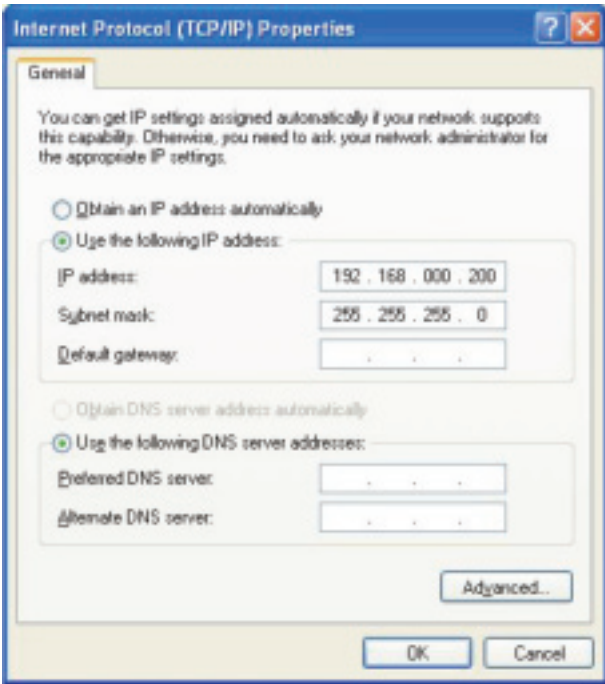 Internet Protocol (TCP/IP) Properties
General
You can get IP settings assigned automatically if your network supports
this capability. Otherwise, you need to ask your network administrator for
the appropriate IP settings.
Obtain an IP address automatically
Use the following IP address:
IP address: 192 . 168 . 000 . 200
Subnet mask: 255 . 255 . 255 . 0
Default gateway: . . .
Obtain DNS server address automatically
Use the following DNS server addresses:
Preferred DNS server: . . .
Alternate DNS server: . . .
Advanced...
OK Cancel